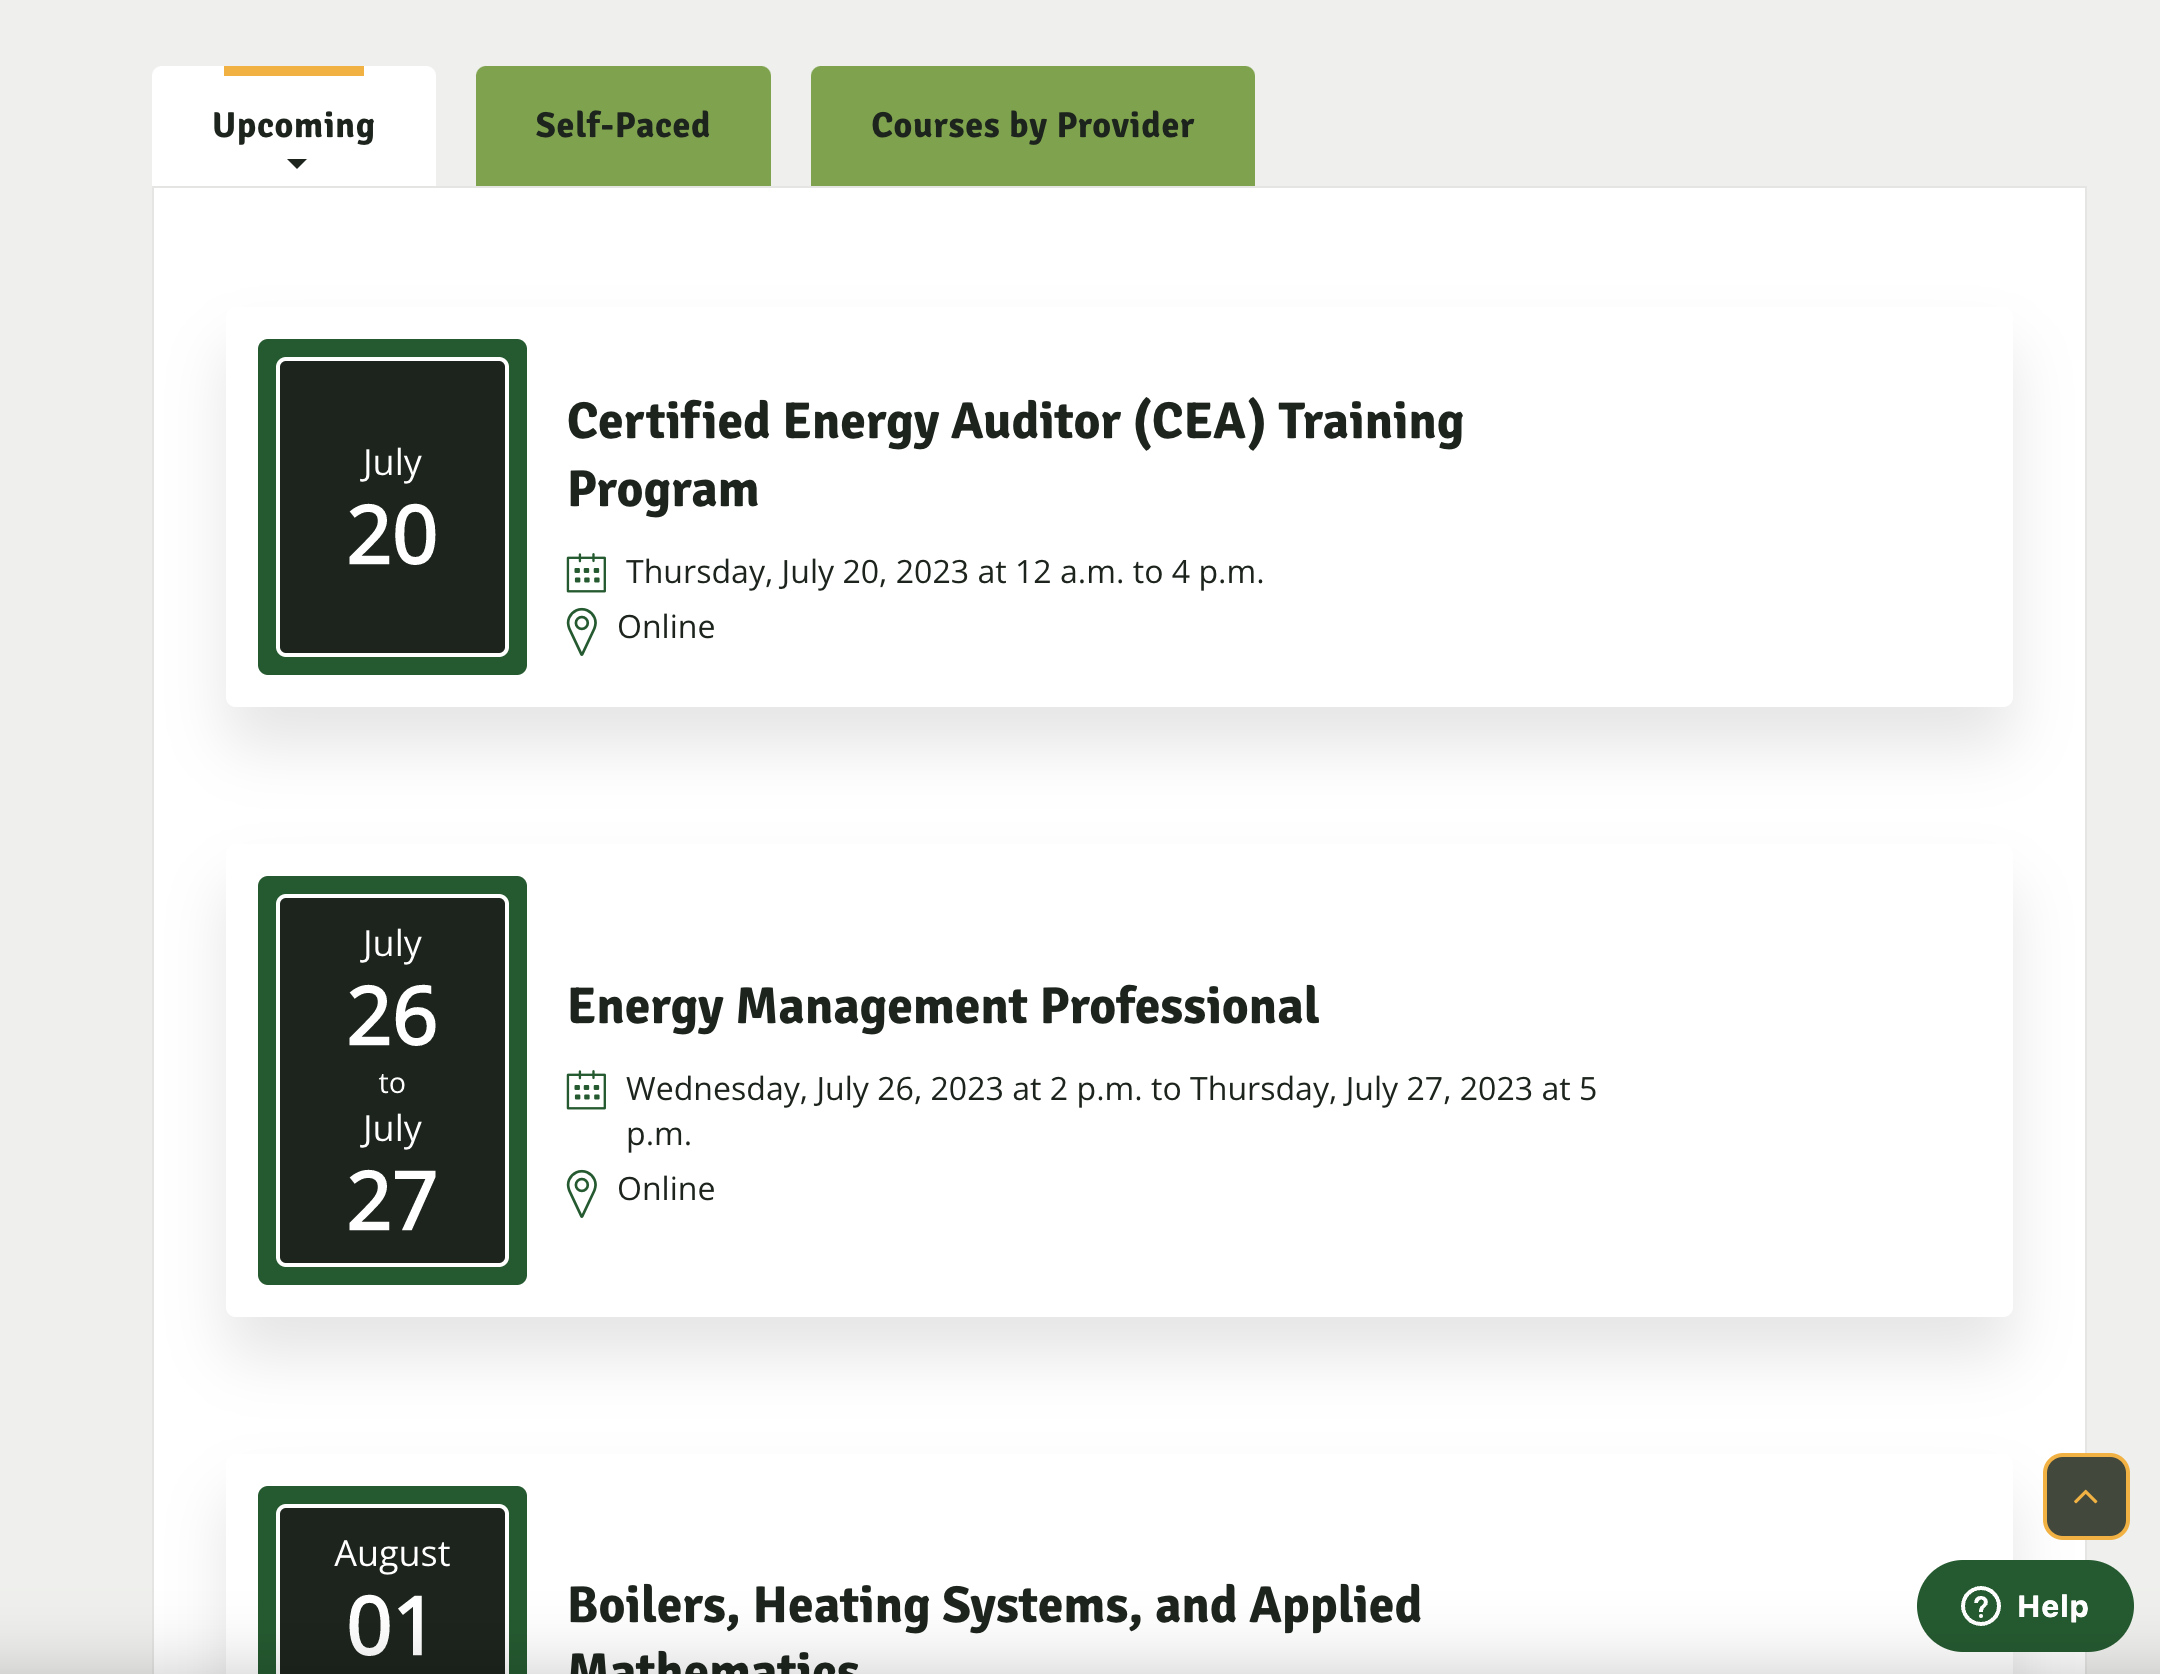 Upcoming
Self-Paced
Courses by Provider
July
20
Certified Energy Auditor (CEA) Training
Program
Thursday, July 20, 2023 at 12 a.m. to 4 p.m.
Online
July
26
to
July
27
Energy Management Professional
Wednesday, July 26, 2023 at 2 p.m. to Thursday, July 27, 2023 at 5
p.m.
Online
August
01
Boilers, Heating Systems, and Applied
Mathematics
Help